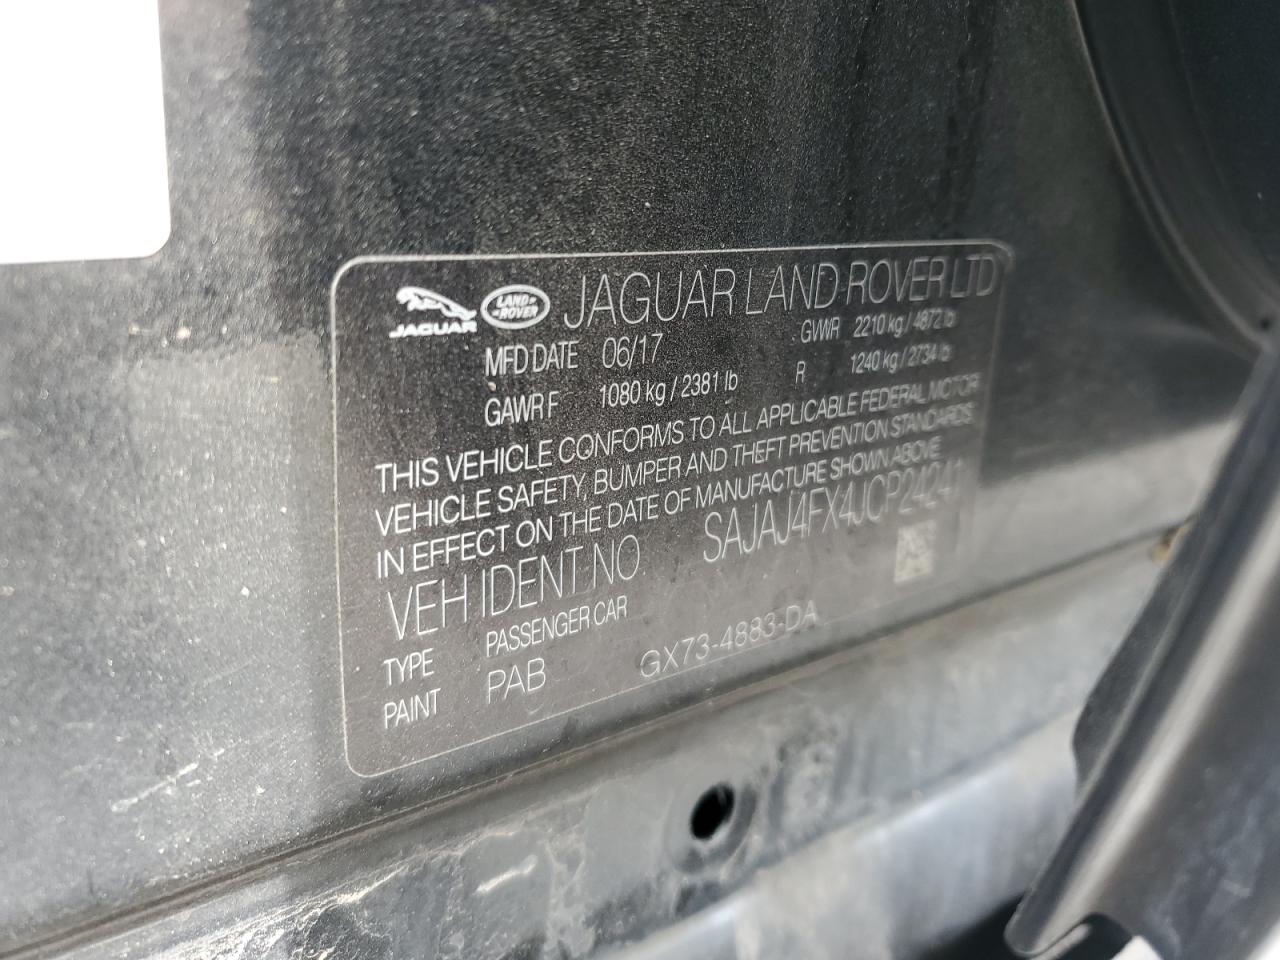 JAGUAR LAND-ROVER JAGUAR LAND ROVER LTD
MFD DATE 06/17 GVWR 2210 kg / 4872 lb
GAWR F 1080 kg / 2381 lb R 1240 kg / 2734 lb
THIS VEHICLE CONFORMS TO ALL APPLICABLE FEDERAL MOTOR
VEHICLE SAFETY, BUMPER AND THEFT PREVENTION STANDARDS
IN EFFECT ON THE DATE OF MANUFACTURE SHOWN ABOVE
VEH IDENT NO SAJAJ4FX4JCP24241
TYPE PASSENGER CAR
PAINT PAB GX73-4883-DA